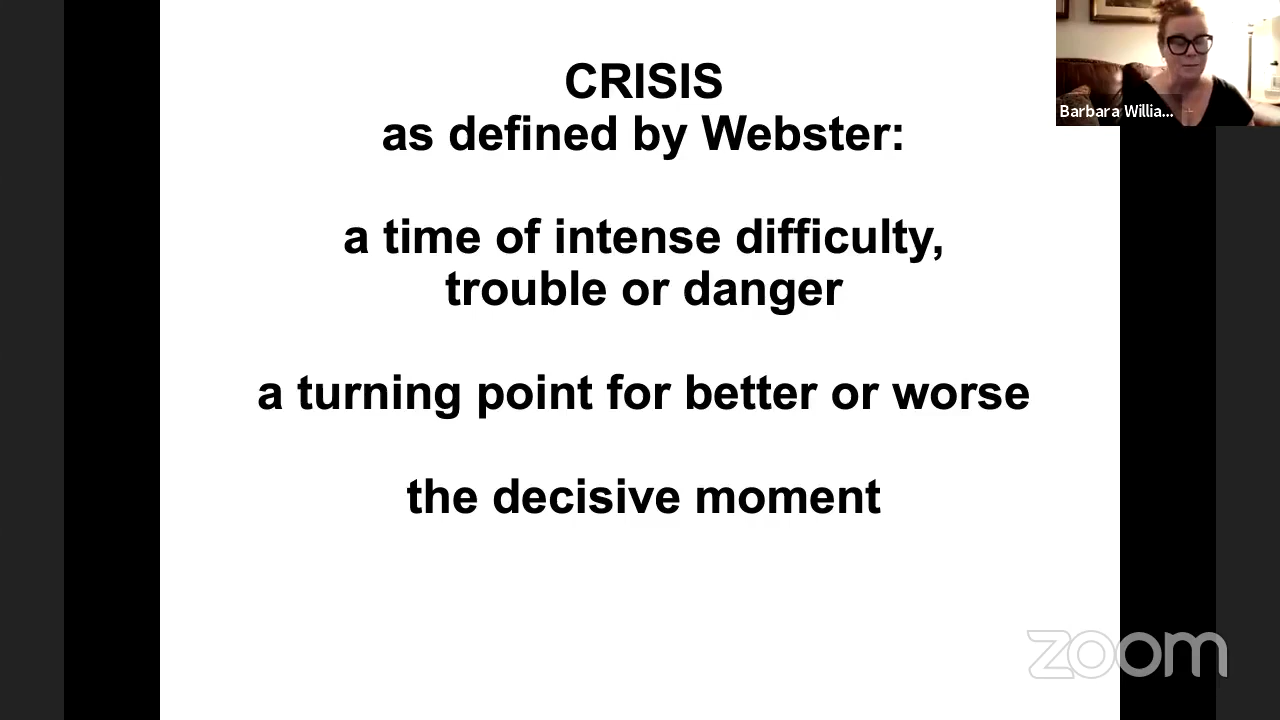 CRISIS
as defined by Webster:
a time of intense difficulty,
trouble or danger
a turning point for better or worse
the decisive moment
Barbara Willia...
zoom